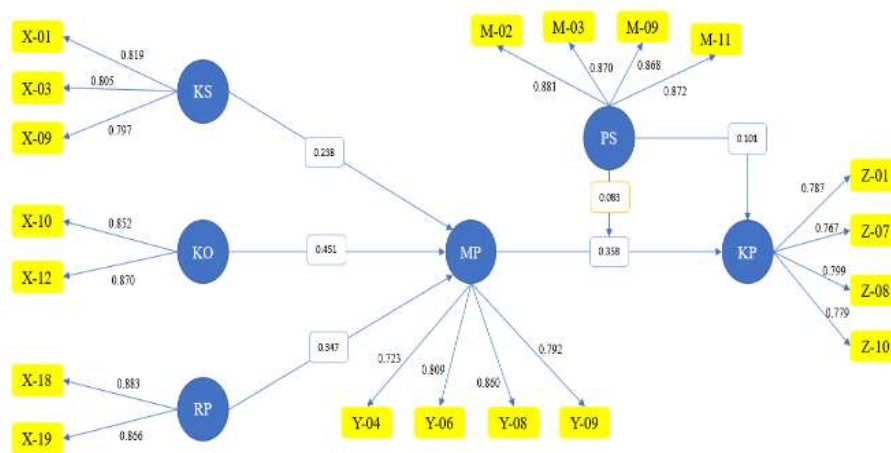 M-02
M-03
M-09
M-11
X-01
X-03
X-09
0.819
0.805
0.797
KS
0.881
0.870
0.868
0.872
PS
0.238
0.101
0.083
X-10
X-12
0.852
0.870
KO
0.451
MP
0.358
KP
0.787
0.767
0.799
0.779
Z-01
Z-07
Z-08
Z-10
0.347
X-18
X-19
0.883
0.866
RP
0.723
0.809
0.860
0.792
Y-04
Y-06
Y-08
Y-09